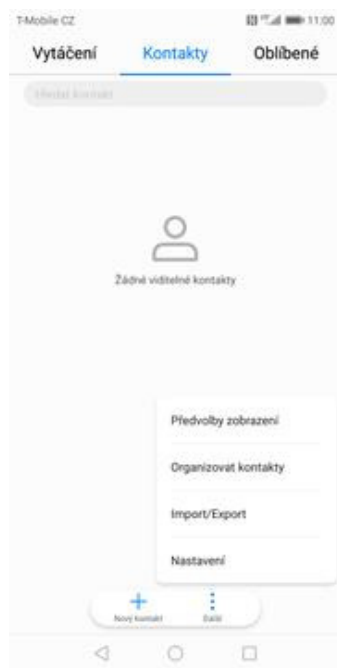 T-Mobile CZ 11:00
Vytáčení Kontakty Oblíbené
Hledat kontakt
Žádné viditelné kontakty
Předvolby zobrazení
Organizovat kontakty
Import/Export
Nastavení
Nový kontakt Další